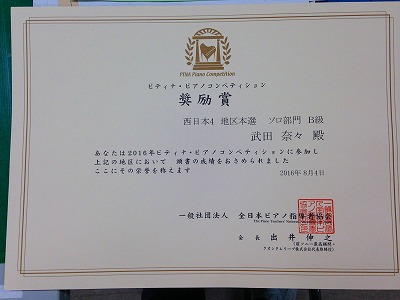 PTNA Piano Competition
ピティナ・ピアノコンペティション
奨励賞
西日本4 地区本選 ソロ部門 B級
武田 奈々 殿
あなたは2016年ピティナ・ピアノコンペティションに参加し
上記の地区において 頭書の成績をおさめられました
ここにその栄誉を称えます
2016年8月4日
一般社団法人 全日本ピアノ指導者協会
The Piano Teachers' National
会長 出井伸之